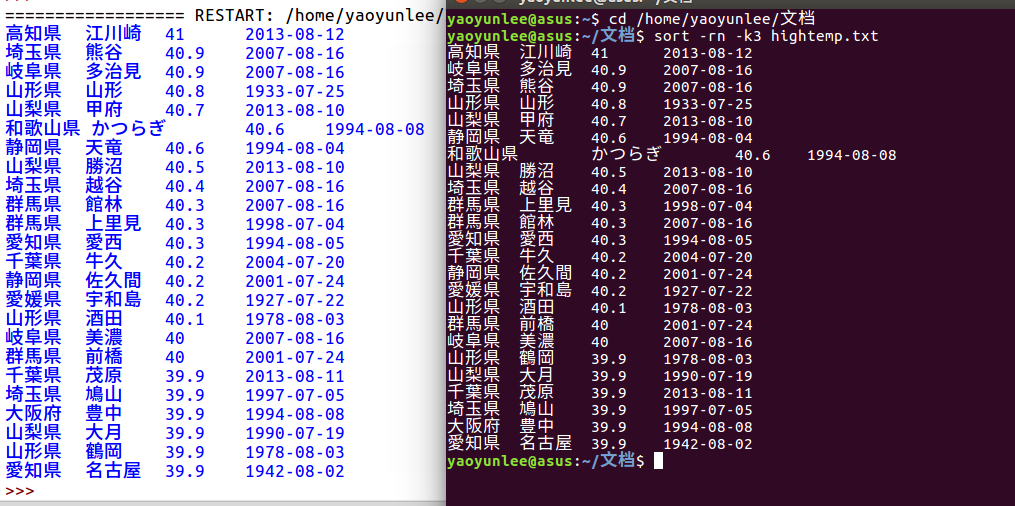 ================== RESTART: /home/yaoyunlee/
高知県 江川崎 41 2013-08-12
埼玉県 熊谷 40.9 2007-08-16
岐阜県 多治見 40.9 2007-08-16
山形県 山形 40.8 1933-07-25
山梨県 甲府 40.7 2013-08-10
和歌山県 かつらぎ 40.6 1994-08-08
静岡県 天竜 40.6 1994-08-04
山梨県 勝沼 40.5 2013-08-10
埼玉県 越谷 40.4 2007-08-16
群馬県 館林 40.3 2007-08-16
群馬県 上里見 40.3 1998-07-04
愛知県 愛西 40.3 1994-08-05
千葉県 牛久 40.2 2004-07-20
静岡県 佐久間 40.2 2001-07-24
愛媛県 宇和島 40.2 1927-07-22
山形県 酒田 40.1 1978-08-03
岐阜県 美濃 40 2007-08-16
群馬県 前橋 40 2001-07-24
千葉県 茂原 39.9 2013-08-11
埼玉県 鳩山 39.9 1997-07-05
大阪府 豊中 39.9 1994-08-08
山梨県 大月 39.9 1990-07-19
山形県 鶴岡 39.9 1978-08-03
愛知県 名古屋 39.9 1942-08-02
>>>
yaoyunlee@asus:~$ cd /home/yaoyunlee/文档
yaoyunlee@asus:~/文档$ sort -rn -k3 hightemp.txt
高知県 江川崎 41 2013-08-12
岐阜県 多治見 40.9 2007-08-16
埼玉県 熊谷 40.9 2007-08-16
山形県 山形 40.8 1933-07-25
山梨県 甲府 40.7 2013-08-10
静岡県 天竜 40.6 1994-08-04
和歌山県 かつらぎ 40.6 1994-08-08
山梨県 勝沼 40.5 2013-08-10
埼玉県 越谷 40.4 2007-08-16
群馬県 上里見 40.3 1998-07-04
群馬県 館林 40.3 2007-08-16
愛知県 愛西 40.3 1994-08-05
千葉県 牛久 40.2 2004-07-20
静岡県 佐久間 40.2 2001-07-24
愛媛県 宇和島 40.2 1927-07-22
山形県 酒田 40.1 1978-08-03
群馬県 前橋 40 2001-07-24
岐阜県 美濃 40 2007-08-16
山形県 鶴岡 39.9 1978-08-03
山梨県 大月 39.9 1990-07-19
千葉県 茂原 39.9 2013-08-11
埼玉県 鳩山 39.9 1997-07-05
大阪府 豊中 39.9 1994-08-08
愛知県 名古屋 39.9 1942-08-02
yaoyunlee@asus:~/文档$